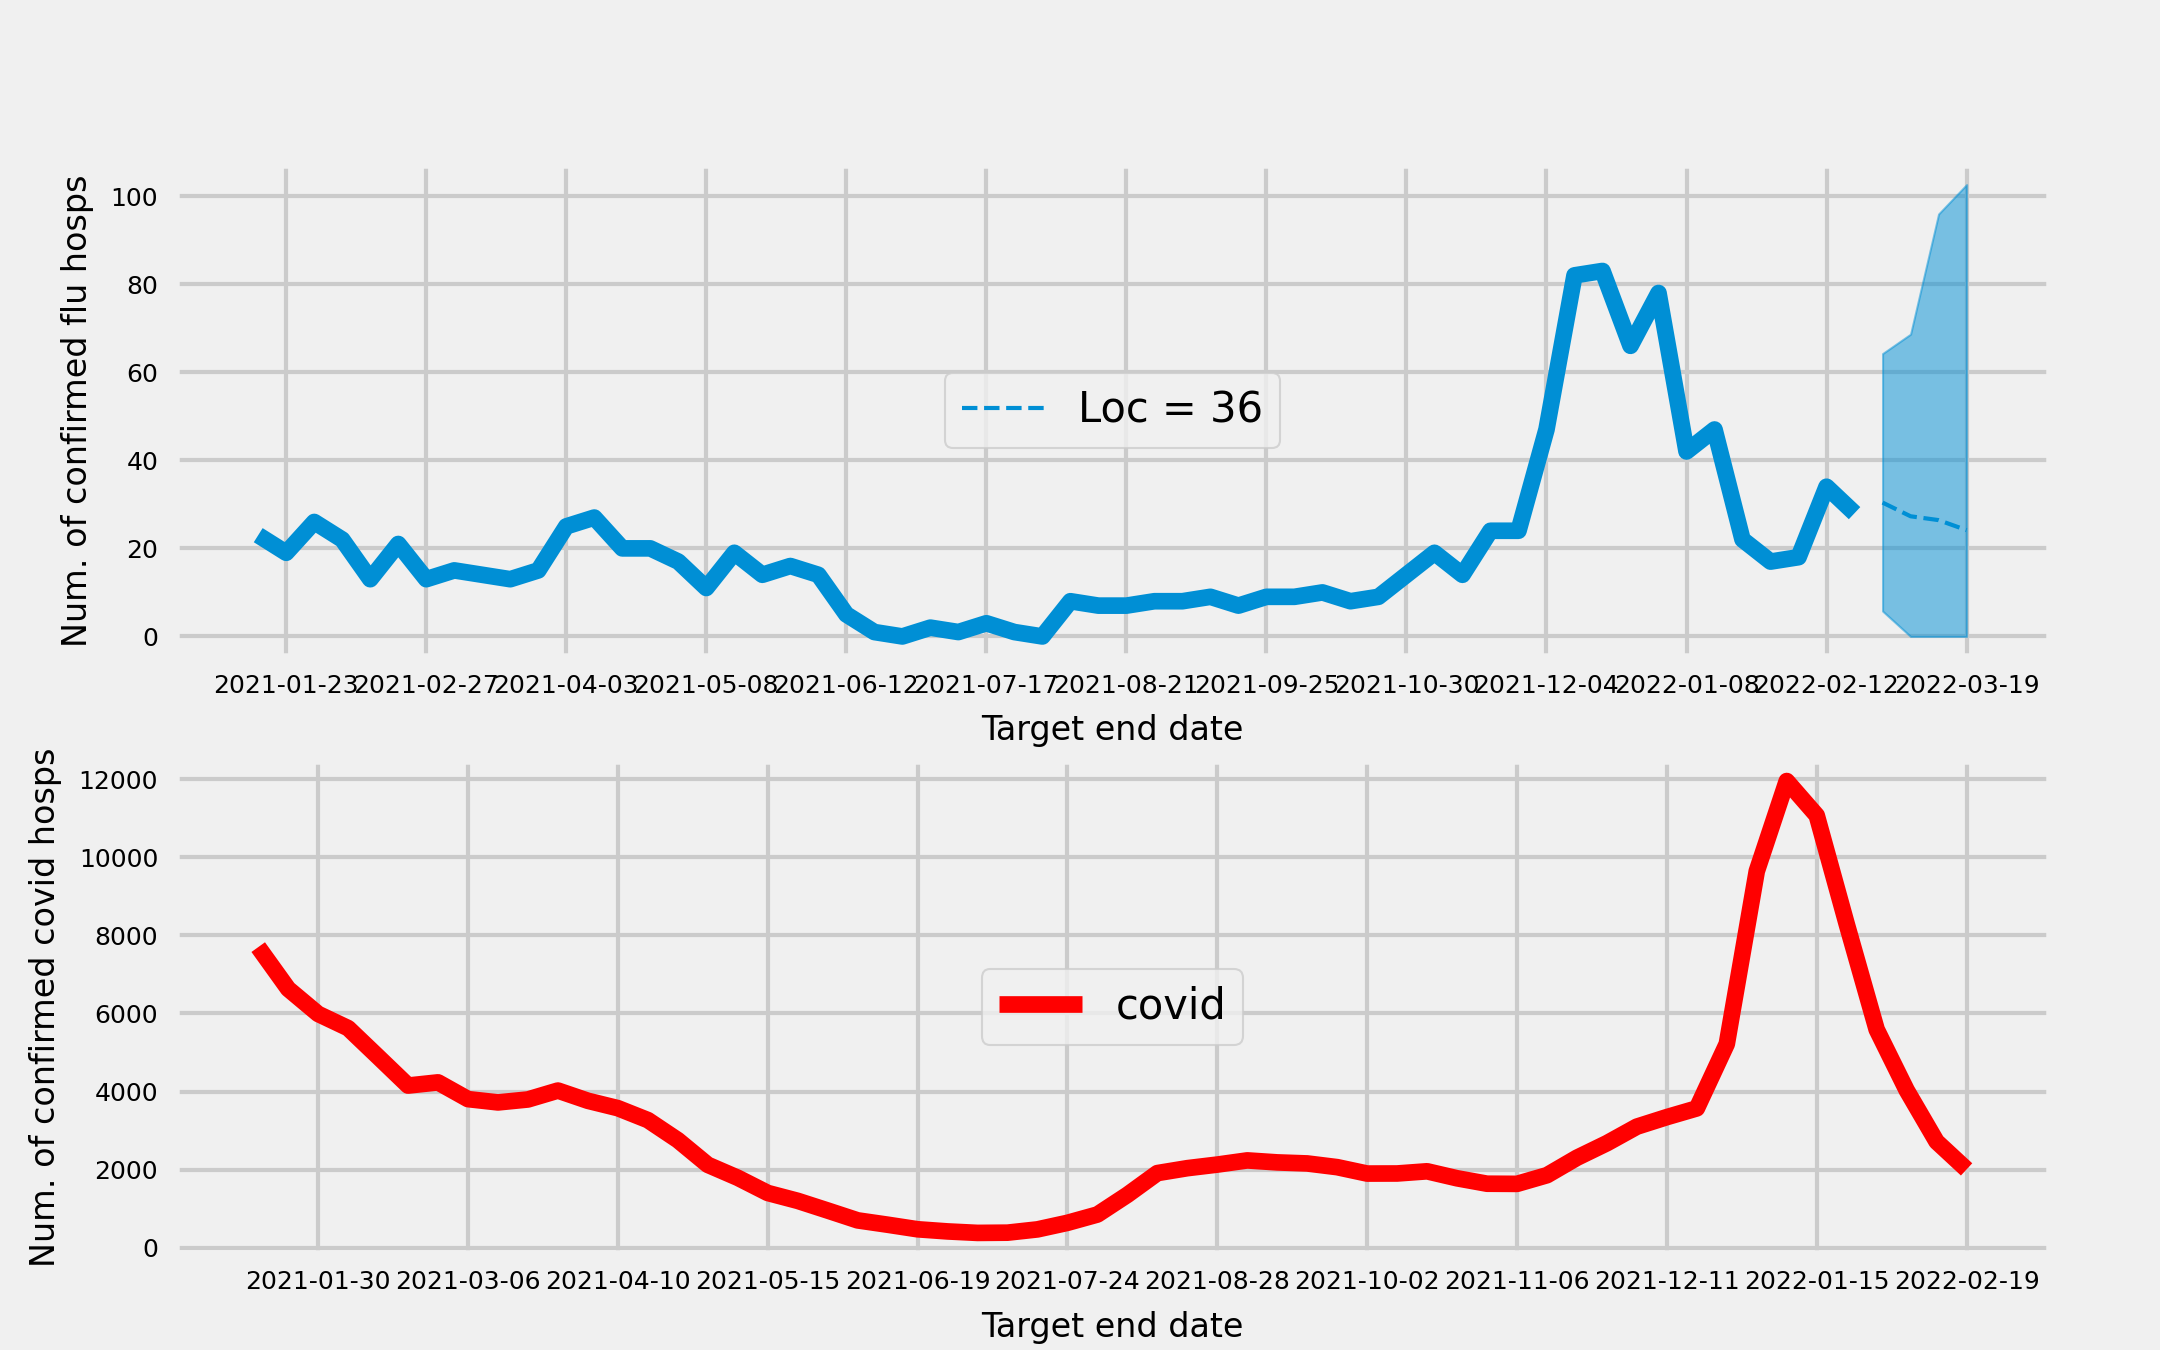 Num. of confirmed flu hosps
100
80
60
40
20
0
Loc = 36
2021-01-23 2021-02-27 2021-04-03 2021-05-08 2021-06-12 2021-07-17 2021-08-21 2021-09-25 2021-10-30 2021-12-04 2022-01-08 2022-02-12 2022-03-19
Target end date
Num. of confirmed covid hosps
12000
10000
8000
6000
4000
2000
0
covid
2021-01-30 2021-03-06 2021-04-10 2021-05-15 2021-06-19 2021-07-24 2021-08-28 2021-10-02 2021-11-06 2021-12-11 2022-01-15 2022-02-19
Target end date